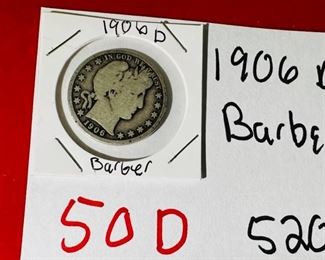 1906 D
IN GOD WE TRUST
1906
Barber
1906 D
Barber
50 D
520